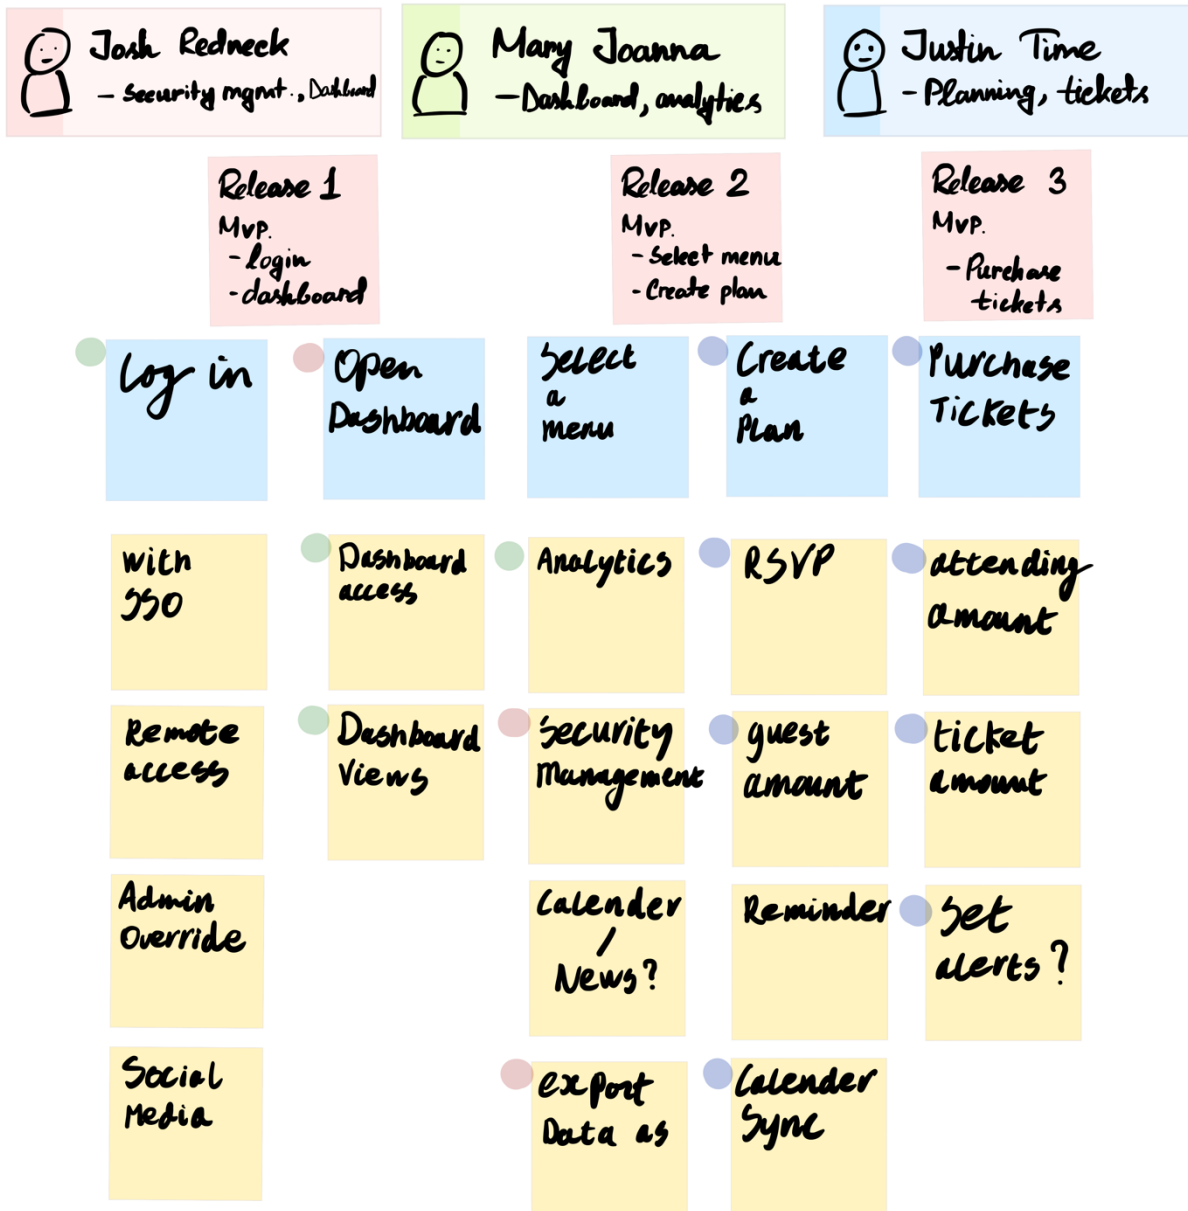 Josh Redneck
- Security mgmt., Dashboard
Mary Joanna
- Dashboard, analytics
Justin Time
- Planning, tickets
Release 1
MVP.
- login
- dashboard
Release 2
MVP.
- Select menu
- Create plan
Release 3
MVP.
- Purchase
tickets
Log in
Open
Dashboard
Select
a
menu
Create
a
Plan
Purchase
Tickets
with
SSO
Dashboard
access
Analytics
RSVP
attending
amount
Remote
access
Dashboard
Views
Security
Management
guest
amount
ticket
amount
Admin
Override
Calender
/
News?
Reminder
Set
alerts?
Social
Media
export
Data as
Calender
Sync